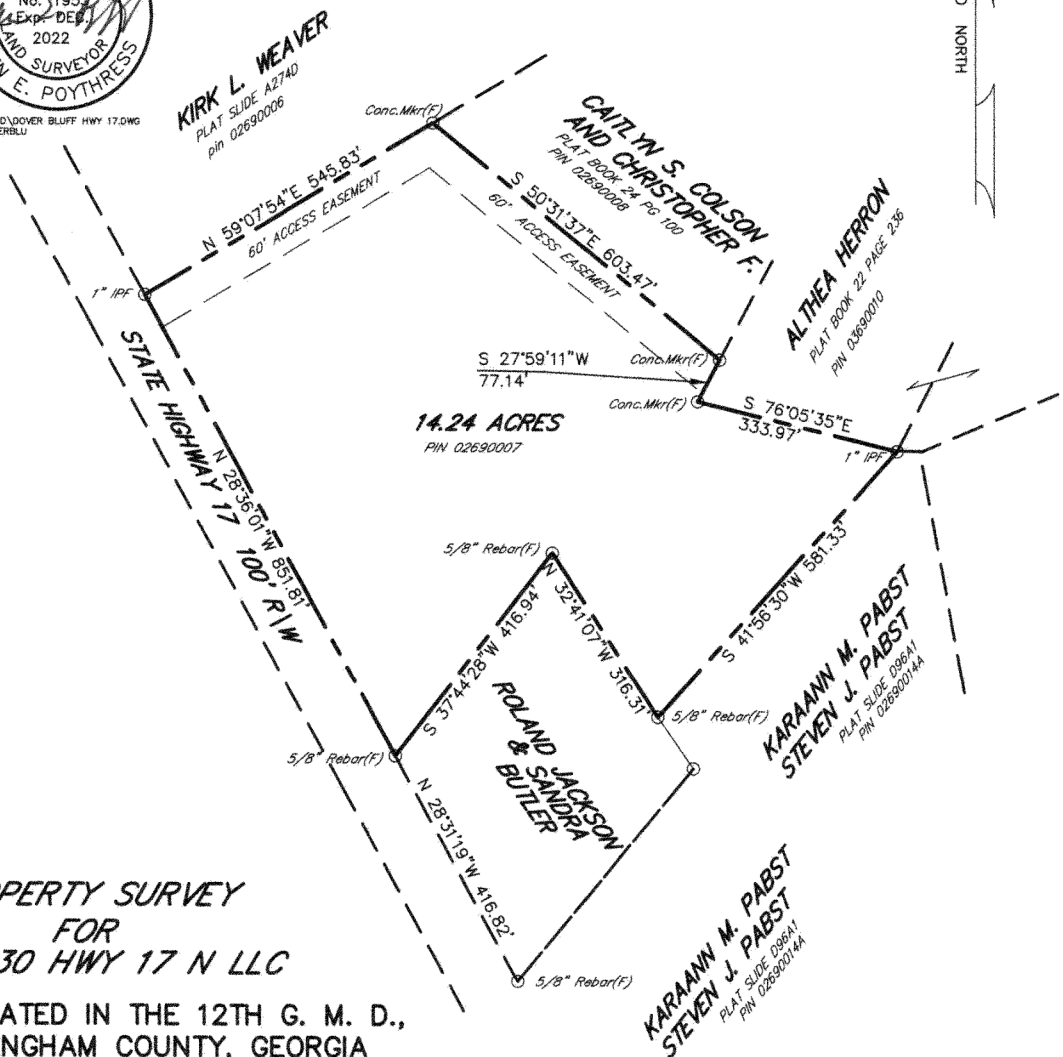 No. 1953
Exp. DEC.
2022
LAND SURVEYOR
E. POYTHRESS
D\DOVER BLUFF HWY 17.DWG
ERBLU
NORTH
KIRK L. WEAVER
PLAT SLIDE A274D
pin 02690006
Conc.Mkr(F)
CAITLYN S. COLSON
AND CHRISTOPHER F.
PLAT BOOK 24 PG 100
PIN 02690008
N 59°07'54"E 545.83'
60' ACCESS EASEMENT
S 50°31'37"E 603.47'
60' ACCESS EASEMENT
ALTHEA HERRON
PLAT BOOK 22 PAGE 236
PIN 03690010
1" IPF
STATE HIGHWAY 17 100' R\W
N 28°36'01"W 851.81'
S 27°59'11"W
77.14'
Conc.Mkr(F)
Conc.Mkr(F)
S 76°05'35"E
333.97'
1" IPF
14.24 ACRES
PIN 02690007
5/8" Rebar(F)
S 37°44'28"W 416.94'
N 32°41'07"W 316.31'
S 41°56'30"W 581.33'
5/8" Rebar(F)
KARAANN M. PABST
STEVEN J. PABST
PLAT SLIDE D96A1
PIN 02690014A
5/8" Rebar(F)
ROLAND JACKSON
& SANDRA
BUTLER
N 28°31'19"W 416.82'
5/8" Rebar(F)
KARAANN M. PABST
STEVEN J. PABST
PLAT SLIDE D96A1
PIN 02690014A
PERTY SURVEY
FOR
30 HWY 17 N LLC
ATED IN THE 12TH G. M. D.,
NGHAM COUNTY, GEORGIA